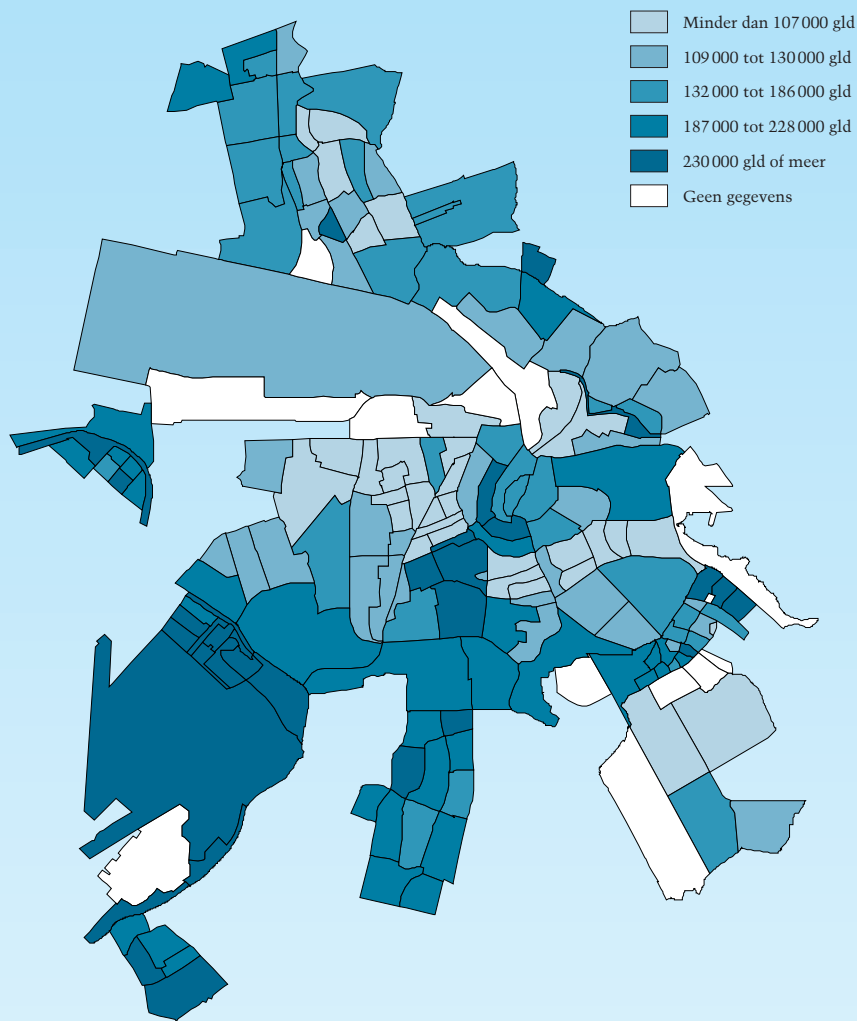 Minder dan 107 000 gld
109 000 tot 130 000 gld
132 000 tot 186 000 gld
187 000 tot 228 000 gld
230 000 gld of meer
Geen gegevens